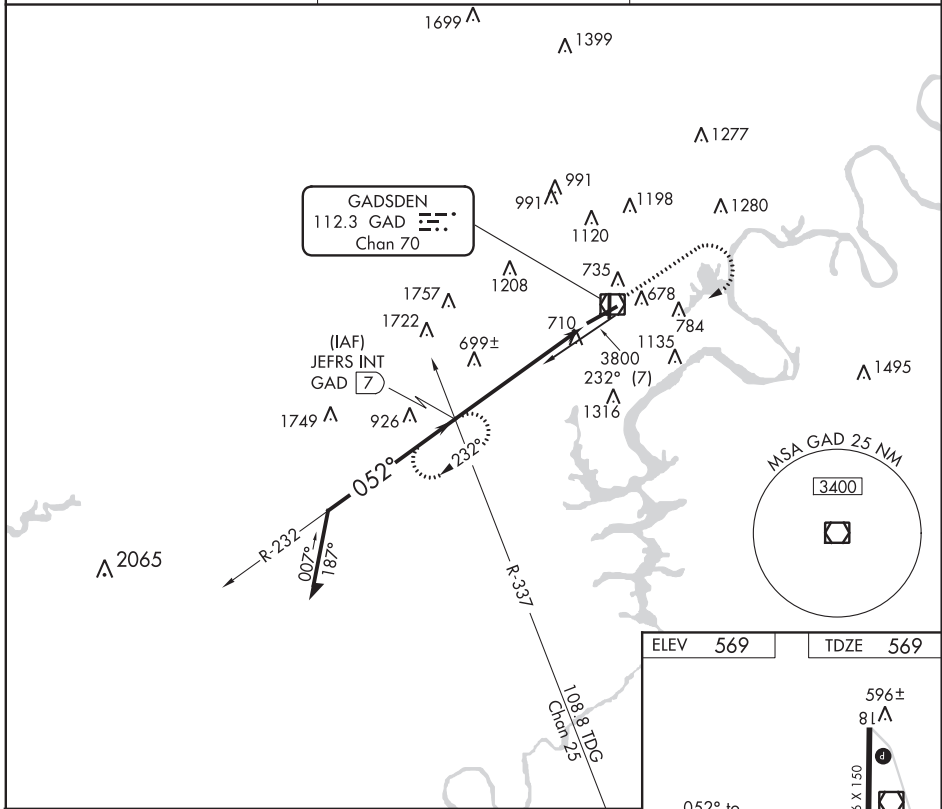 1699
1399
1277
991
991
1198
1280
1120
GADSDEN
112.3 GAD
Chan 70
1208
735
678
1757
1722
710
784
699±
3800
232° (7)
1135
1495
(IAF)
JEFRS INT
GAD 7
1316
1749
926
232°
052°
MSA GAD 25 NM
3400
2065
R-232
007°
187°
R-337
108.8 TDG
Chan 25
ELEV 569
TDZE 569
596±
18
P
X 150
052° to